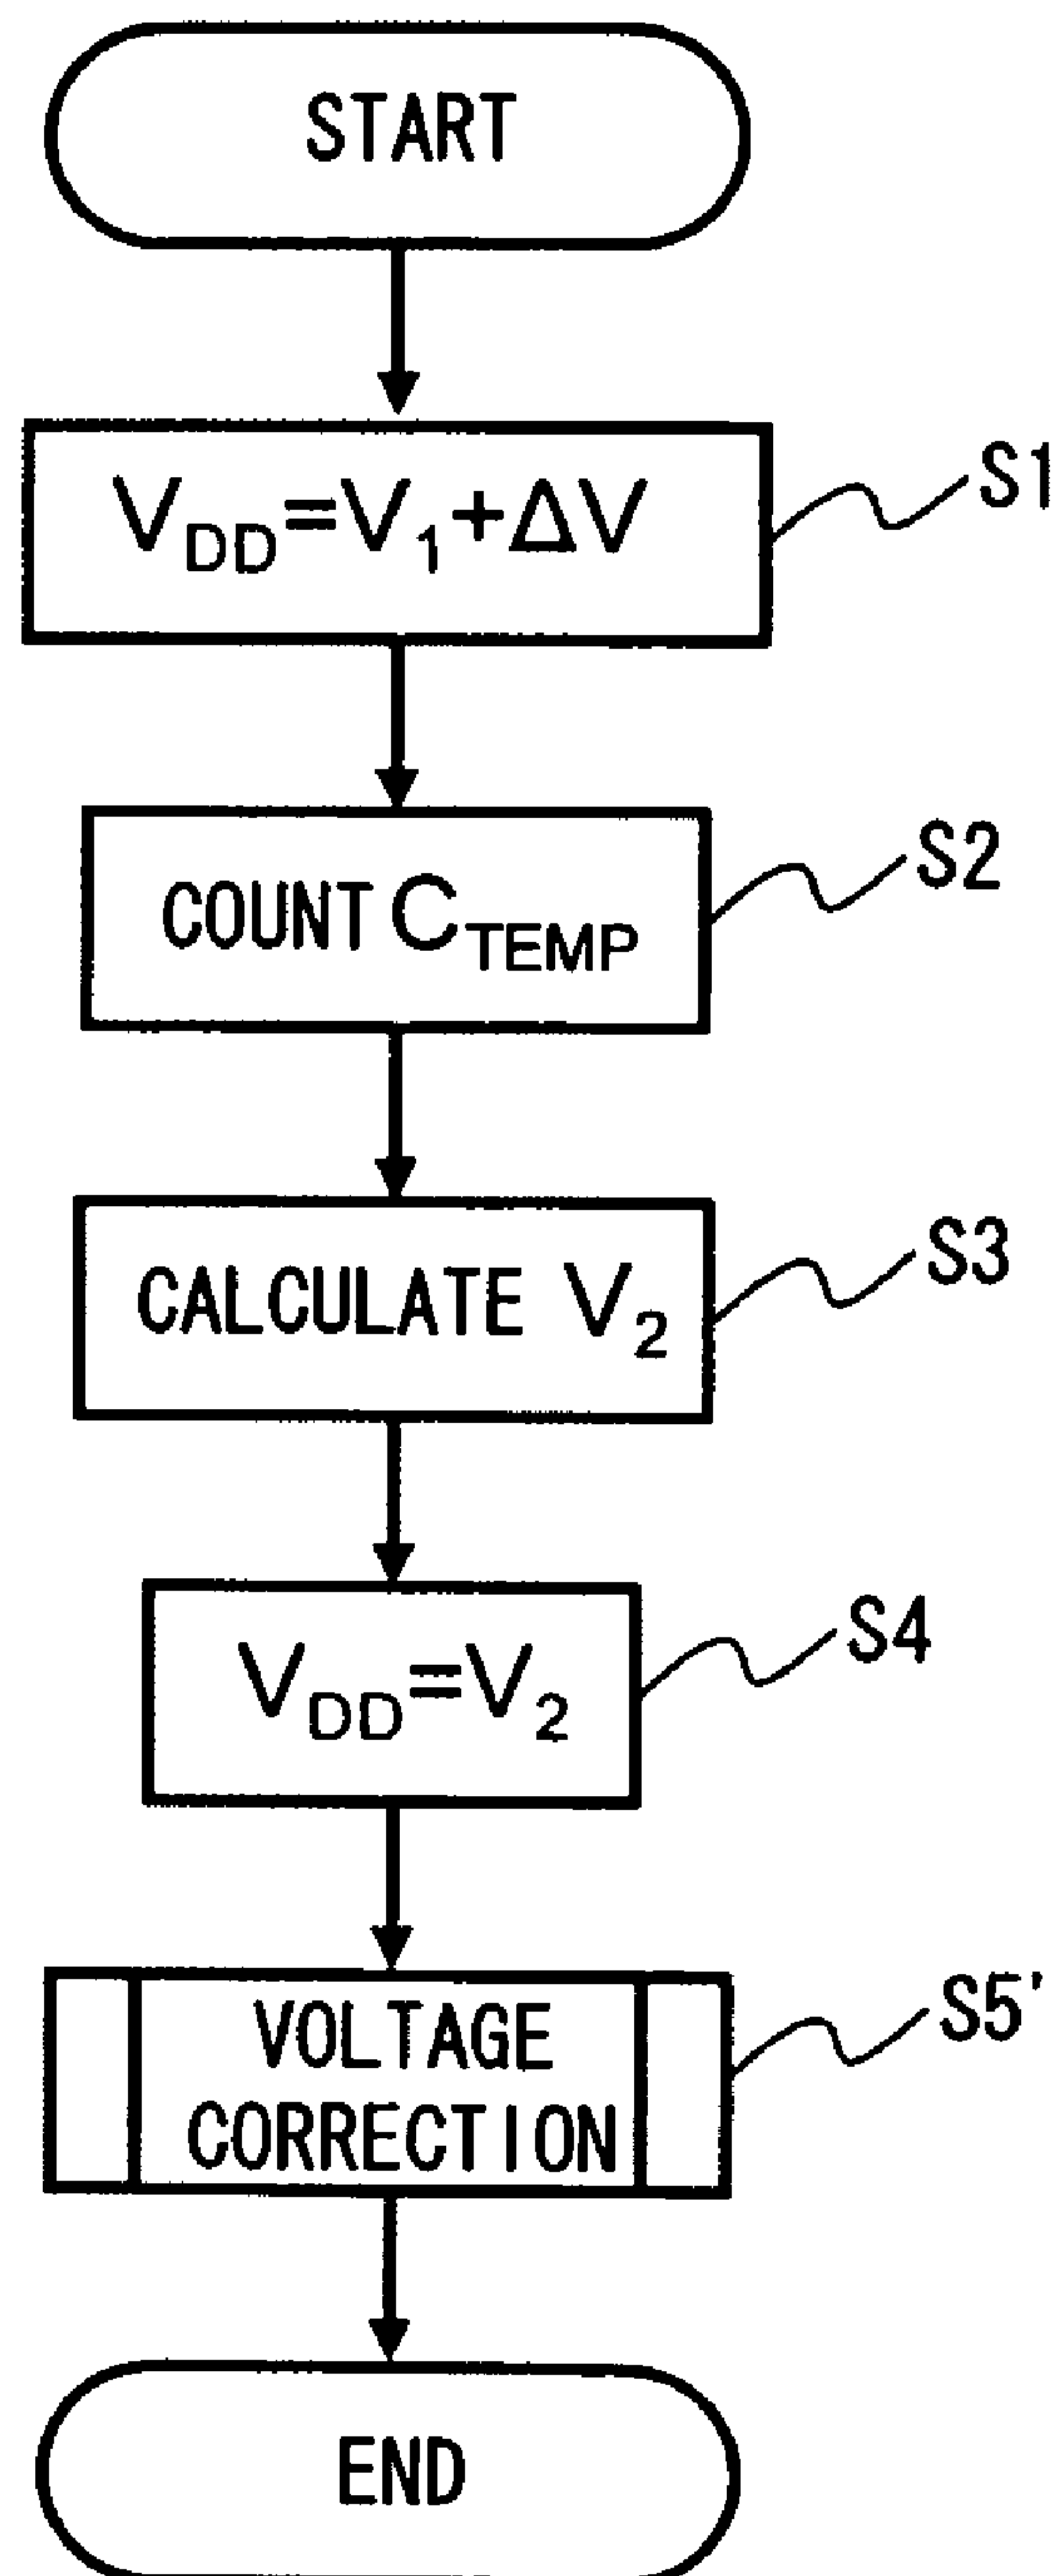 START
V_DD=V_1+ΔV
S1
COUNT C_TEMP
S2
CALCULATE V_2
S3
V_DD=V_2
S4
VOLTAGE
CORRECTION
S5'
END